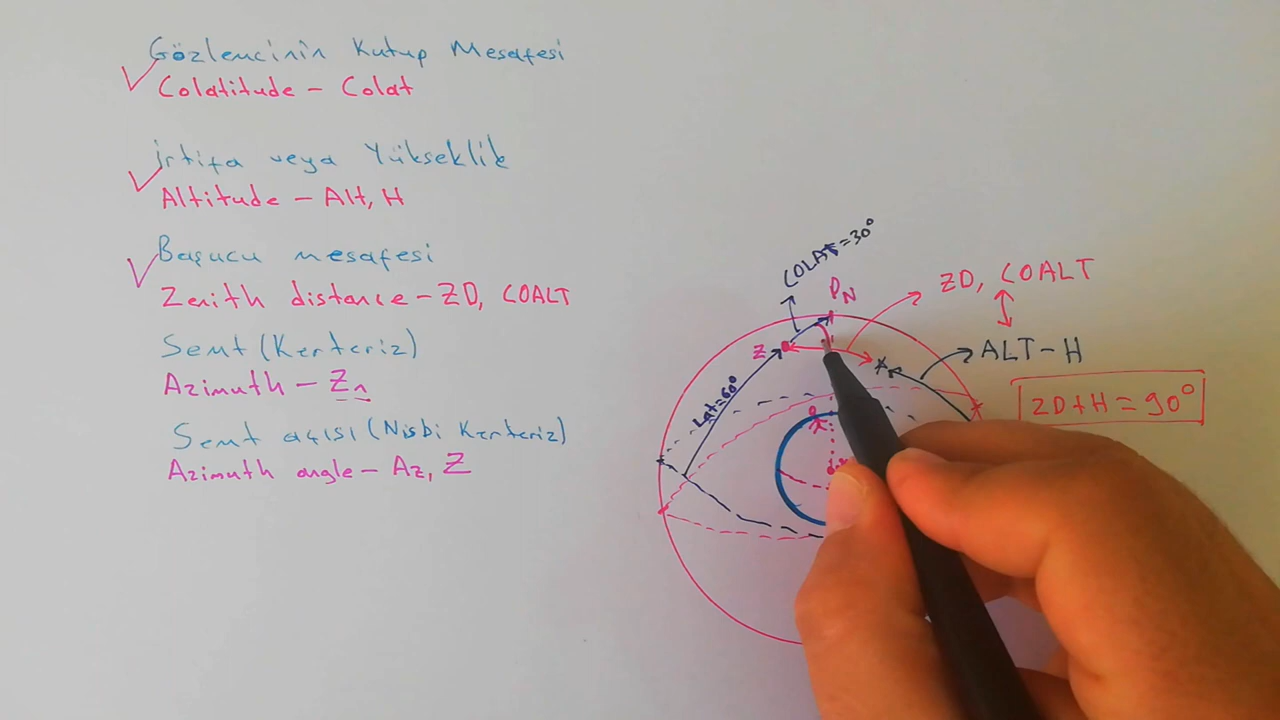 Gözlemcinin Kutup Mesafesi
Colatitude - Colat
İrtifa veya Yükseklik
Altitude - Alt, H
Başucu mesafesi
Zenith distance - ZD, COALT
Semt (Kerteriz)
Azimuth - Zn
Semt açısı (Nisbi Kerteriz)
Azimuth angle - Az, Z
COLAT=30°
PN
ZD, COALT
Z
ALT-H
Lat=60°
ZD+H=90°